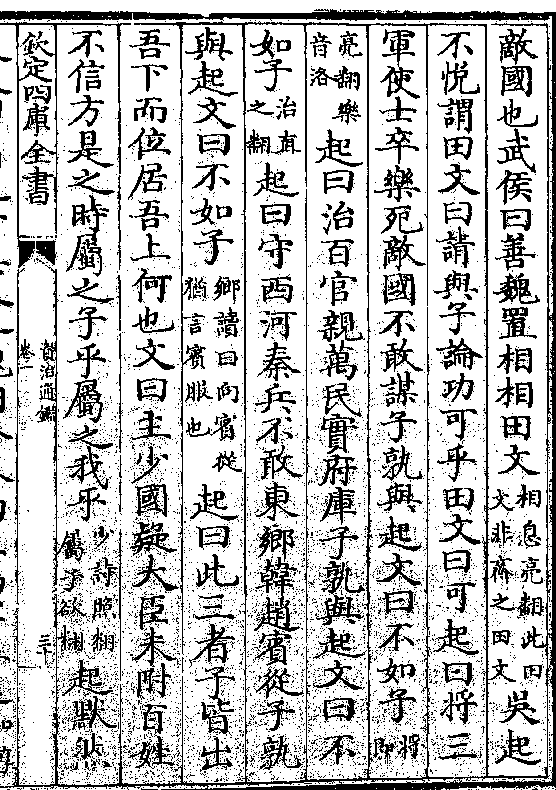 敵國也武侯曰善魏置相相田文相息亮翻此田文非齊之田文吳起
不悅謂田文曰請與子論功可乎田文曰可起曰將三
軍使士卒樂死敵國不敢謀子孰與起文曰不如子將即
亮翻樂音洛起曰治百官親萬民實府庫子孰與起文曰不
如子治直之翻起曰守西河秦兵不敢東鄉韓趙賓從子孰
與起文曰不如子鄉讀曰向賓從猶言賓服也起曰此三者子皆出
吾下而位居吾上何也文曰主少國疑大臣未附百姓
不信方是之時屬之子乎屬之我乎少詩照翻屬子欲翻起默然
欽定四庫全書
資治通鑑
卷一
三十